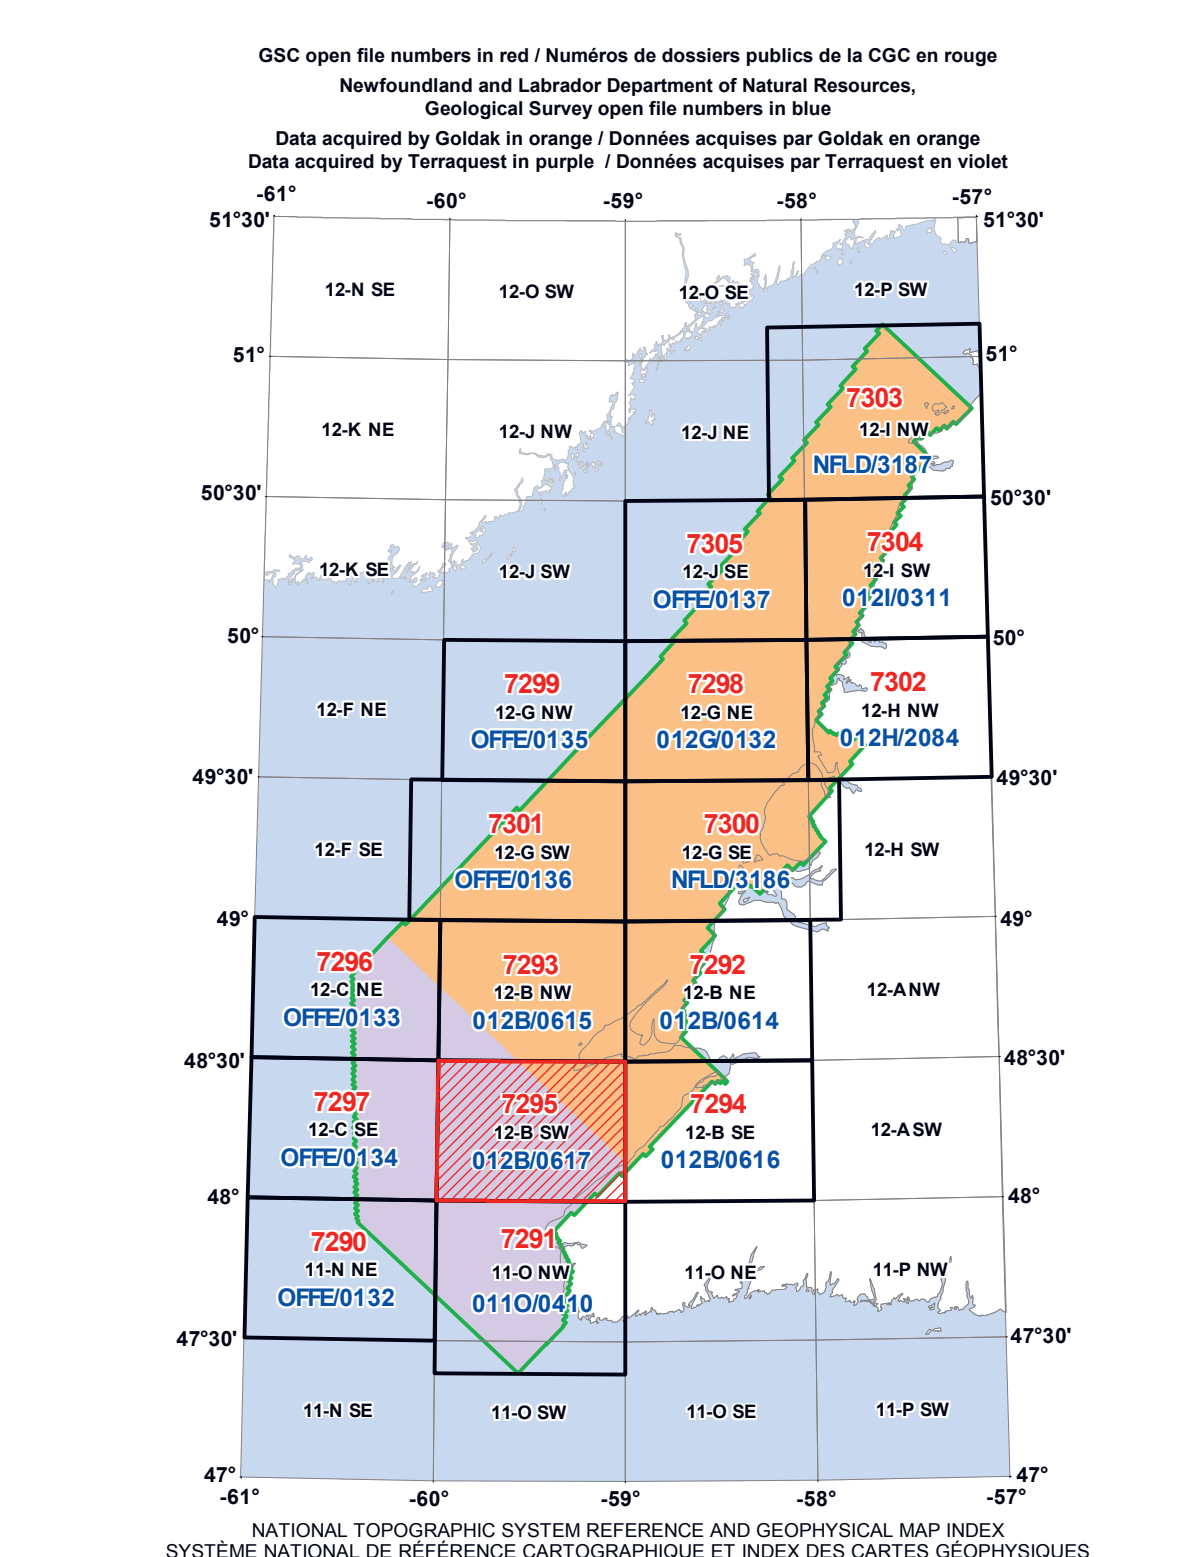 GSC open file numbers in red / Numéros de dossiers publics de la CGC en rouge
Newfoundland and Labrador Department of Natural Resources,
Geological Survey open file numbers in blue
Data acquired by Goldak in orange / Données acquises par Goldak en orange
Data acquired by Terraquest in purple / Données acquises par Terraquest en violet
-61° -60° -59° -58° -57°
51°30' 51°30'
12-N SE 12-O SW 12-O SE 12-P SW
51° 51°
7303
12-K NE 12-J NW 12-J NE 12-I NW
NFLD/3187
50°30' 50°30'
7305 7304
12-K SE 12-J SW 12-J SE 12-I SW
OFFE/0137 012I/0311
50° 50°
7299 7298 7302
12-F NE 12-G NW 12-G NE 12-H NW
OFFE/0135 012G/0132 012H/2084
49°30' 49°30'
7301 7300
12-F SE 12-G SW 12-G SE 12-H SW
OFFE/0136 NFLD/3186
49° 49°
7296 7293 7292
12-C NE 12-B NW 12-B NE 12-A NW
OFFE/0133 012B/0615 012B/0614
48°30' 48°30'
7297 7295 7294
12-C SE 12-B SW 12-B SE 12-A SW
OFFE/0134 012B/0617 012B/0616
48° 48°
7290 7291
11-N NE 11-O NW 11-O NE 11-P NW
OFFE/0132 011O/0410
47°30' 47°30'
11-N SE 11-O SW 11-O SE 11-P SW
47° 47°
-61° -60° -59° -58° -57°
NATIONAL TOPOGRAPHIC SYSTEM REFERENCE AND GEOPHYSICAL MAP INDEX
SYSTÈME NATIONAL DE RÉFÉRENCE CARTOGRAPHIQUE ET INDEX DES CARTES GÉOPHYSIQUES